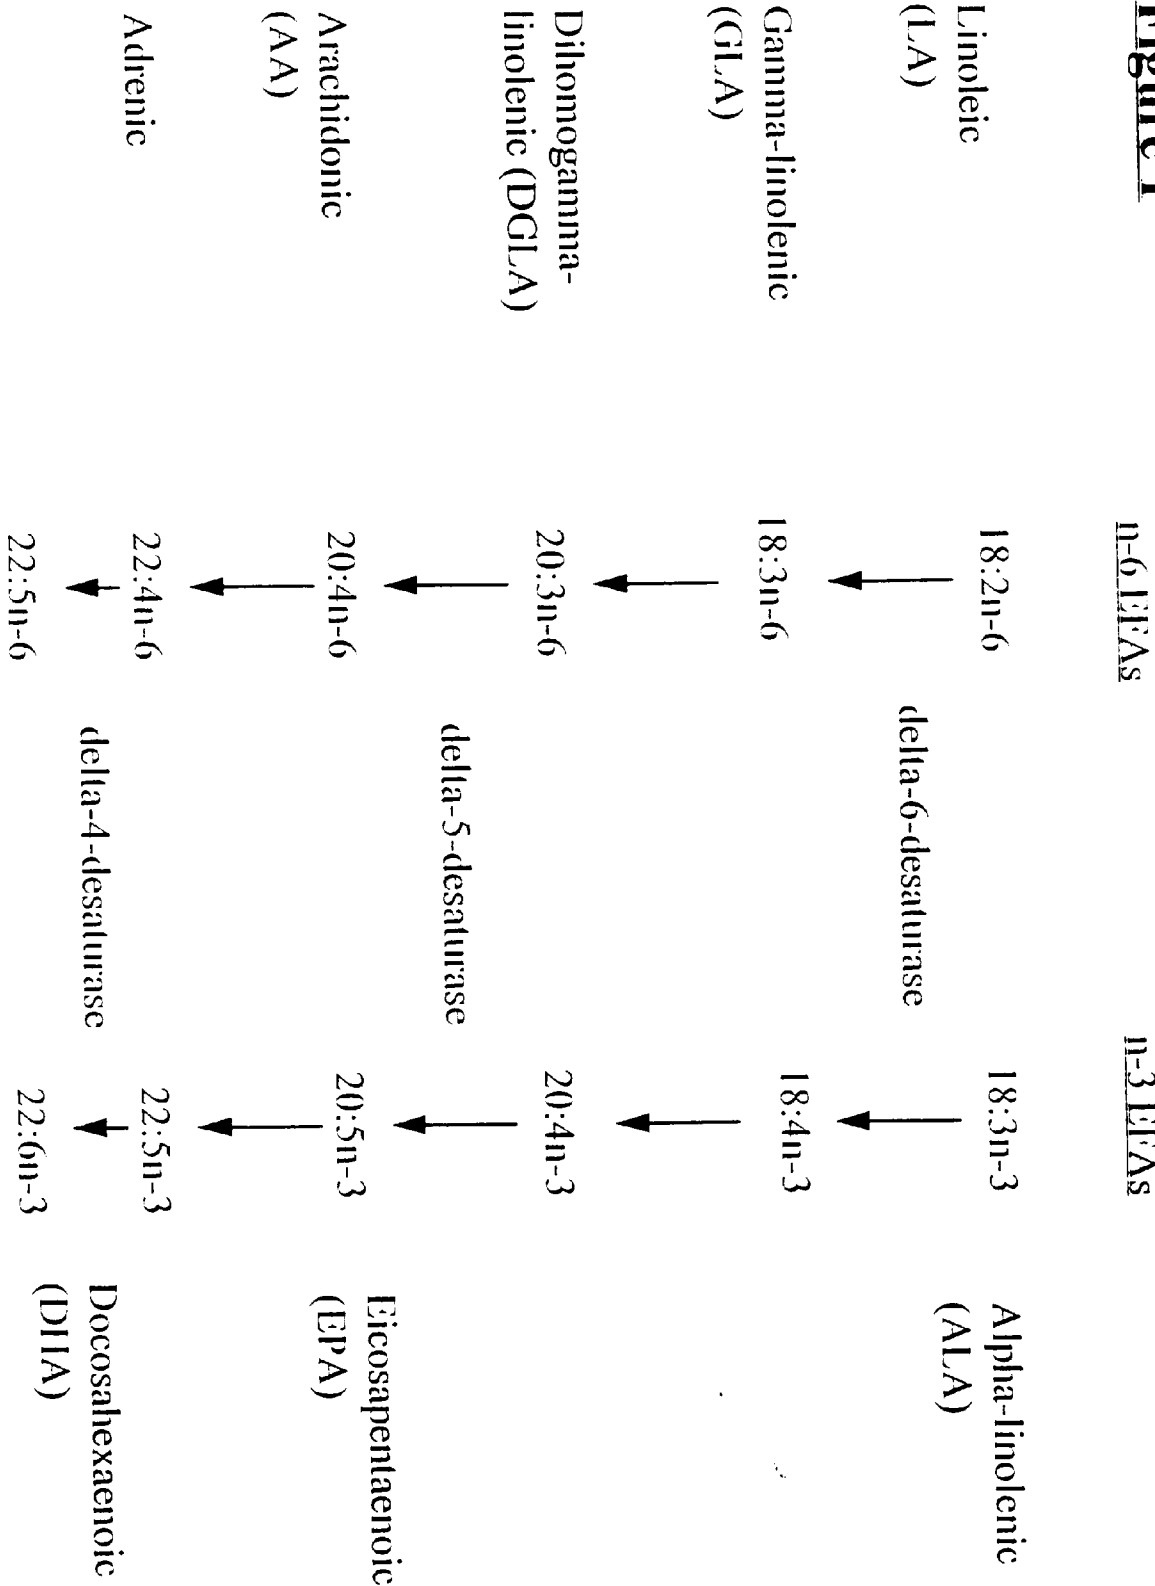 Figure 1
n-6 EFAs
n-3 EFAs
Linoleic
(LA)
18:2n-6
18:3n-3
Alpha-linolenic
(ALA)
delta-6-desaturase
Gamma-linolenic
(GLA)
18:3n-6
18:4n-3
Dihomogamma-
linolenic (DGLA)
20:3n-6
20:4n-3
delta-5-desaturase
Arachidonic
(AA)
20:4n-6
20:5n-3
Eicosapentaenoic
(EPA)
Adrenic
22:4n-6
22:5n-3
delta-4-desaturase
22:5n-6
22:6n-3
Docosahexaenoic
(DHA)